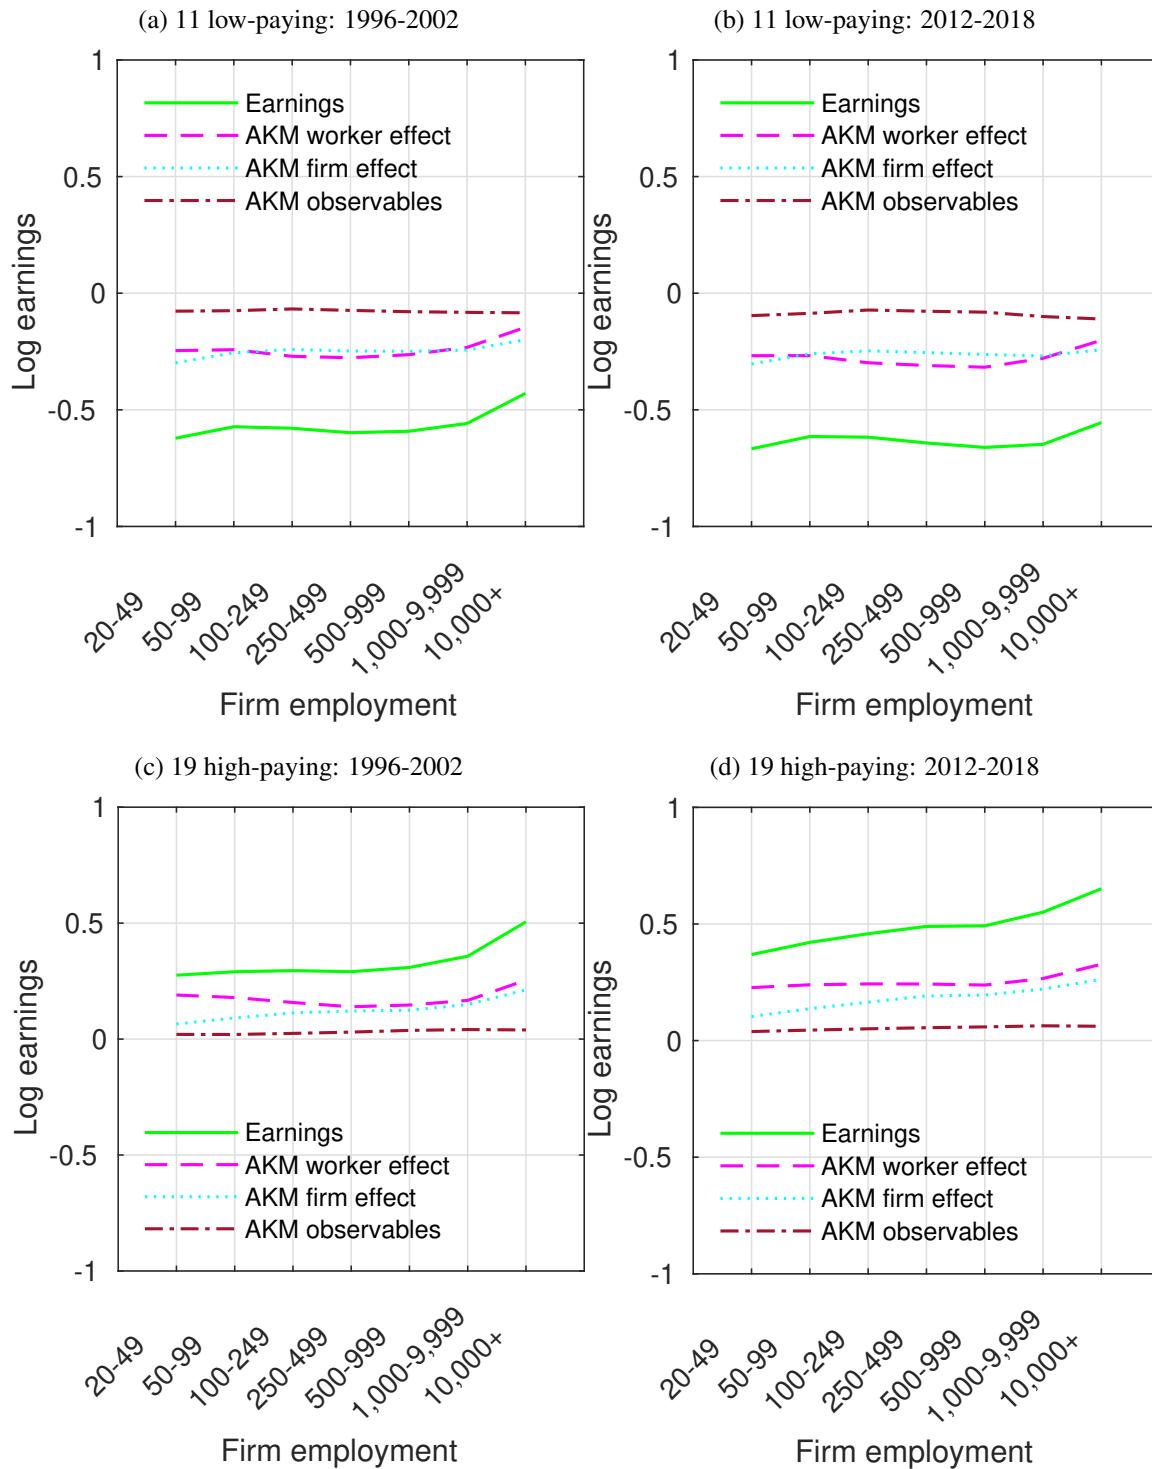 (a) 11 low-paying: 1996-2002
1
0.5
0
-0.5
-1
Log earnings
Earnings
AKM worker effect
AKM firm effect
AKM observables
20-49
50-99
100-249
250-499
500-999
1,000-9,999
10,000+
Firm employment
(b) 11 low-paying: 2012-2018
1
0.5
0
-0.5
-1
Log earnings
Earnings
AKM worker effect
AKM firm effect
AKM observables
20-49
50-99
100-249
250-499
500-999
1,000-9,999
10,000+
Firm employment
(c) 19 high-paying: 1996-2002
1
0.5
0
-0.5
-1
Log earnings
Earnings
AKM worker effect
AKM firm effect
AKM observables
20-49
50-99
100-249
250-499
500-999
1,000-9,999
10,000+
Firm employment
(d) 19 high-paying: 2012-2018
1
0.5
0
-0.5
-1
Log earnings
Earnings
AKM worker effect
AKM firm effect
AKM observables
20-49
50-99
100-249
250-499
500-999
1,000-9,999
10,000+
Firm employment